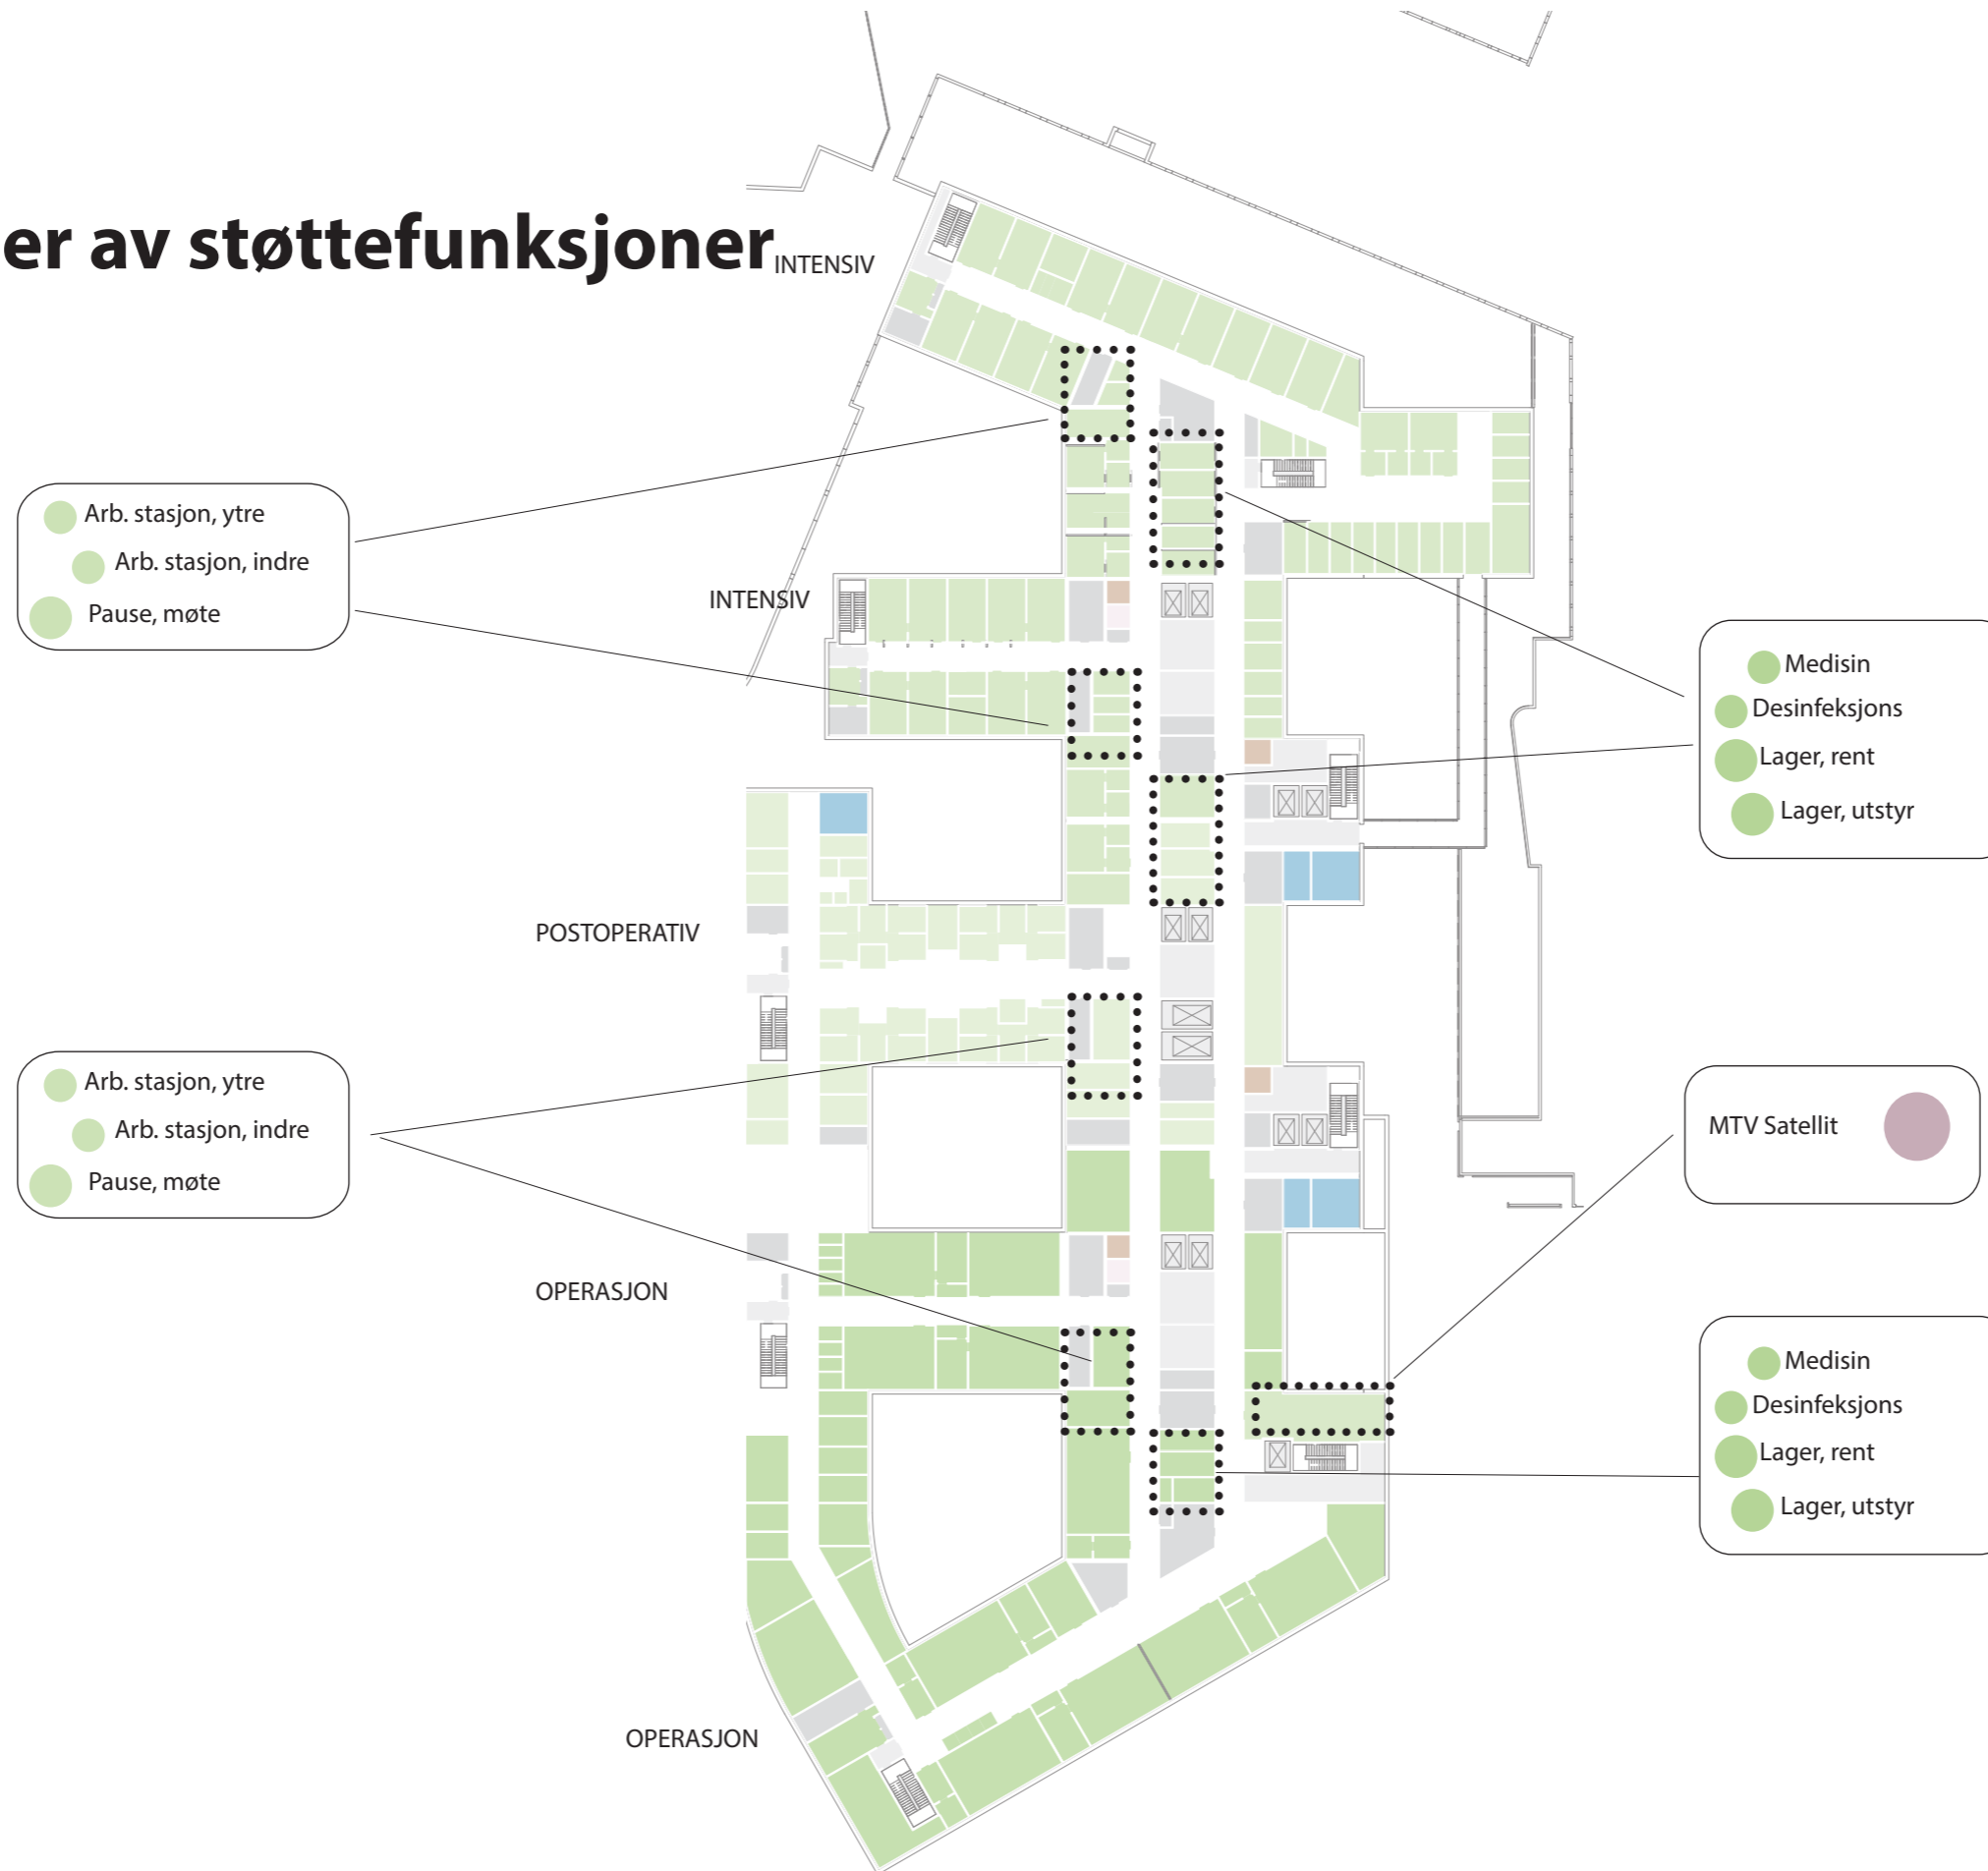 er av støttefunksjoner
INTENSIV
Arb. stasjon, ytre
Arb. stasjon, indre
Pause, møte
INTENSIV
Medisin
Desinfeksjons
Lager, rent
Lager, utstyr
POSTOPERATIV
Arb. stasjon, ytre
Arb. stasjon, indre
Pause, møte
MTV Satellit
OPERASJON
Medisin
Desinfeksjons
Lager, rent
Lager, utstyr
OPERASJON